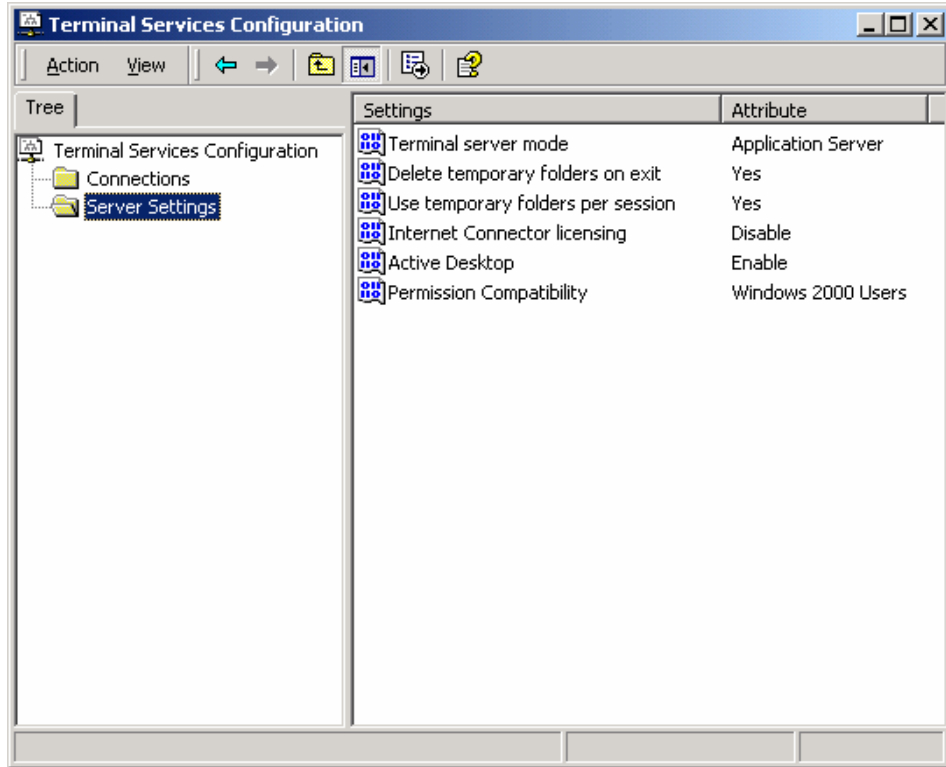 Terminal Services Configuration
Action View
Tree
Settings Attribute
Terminal Services Configuration
Connections
Server Settings
Terminal server mode Application Server
Delete temporary folders on exit Yes
Use temporary folders per session Yes
Internet Connector licensing Disable
Active Desktop Enable
Permission Compatibility Windows 2000 Users